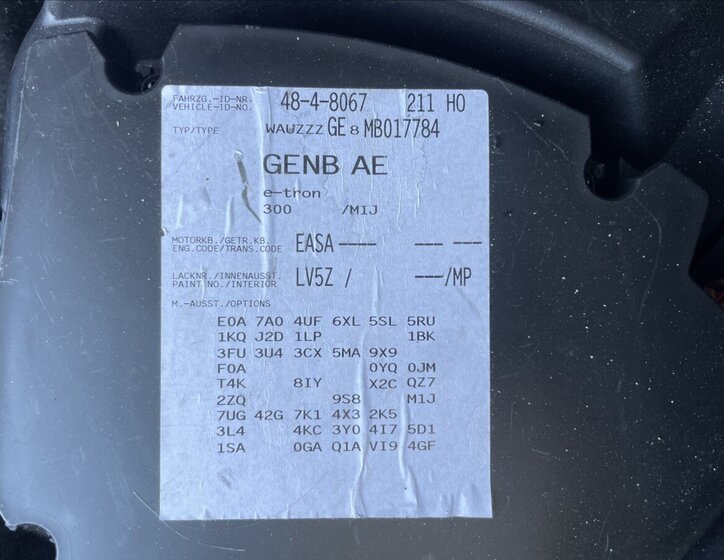 FAHRZG.-ID-NR. 48-4-8067 211 H0
VEHICLE-ID-NO.
TYP/TYPE WAUZZZ GE 8 MB017784
GENB AE
e-tron
300 /M1J
MOTORKB./GETR.KB. EASA ---- --- ---
ENG.CODE/TRANS.CODE
LACKNR./INNENAUSST. LV5Z / ---/MP
PAINT NO./INTERIOR
M.-AUSST./OPTIONS
E0A 7A0 4UF 6XL 5SL 5RU
1KQ J2D 1LP 1BK
3FU 3U4 3CX 5MA 9X9
F0A 0YQ 0JM
T4K 8IY X2C QZ7
2ZQ 9S8 M1J
7UG 42G 7K1 4X3 2K5
3L4 4KC 3Y0 4I7 5D1
1SA 0GA Q1A VI9 4GF